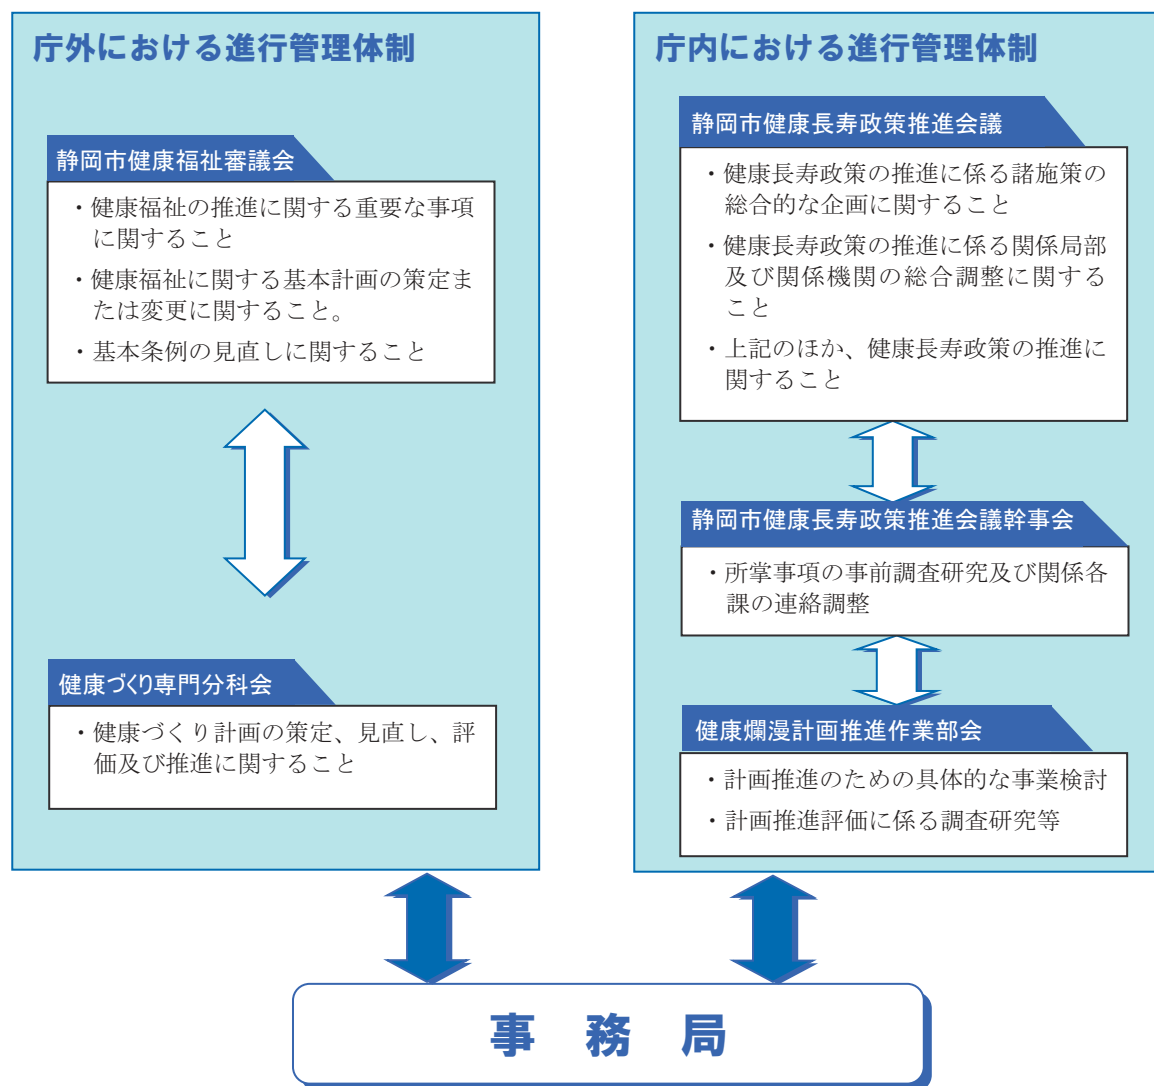 庁外における進行管理体制
静岡市健康福祉審議会
・健康福祉の推進に関する重要な事項
に関すること
・健康福祉に関する基本計画の策定ま
たは変更に関すること。
・基本条例の見直しに関すること
健康づくり専門分科会
・健康づくり計画の策定、見直し、評
価及び推進に関すること
庁内における進行管理体制
静岡市健康長寿政策推進会議
・健康長寿政策の推進に係る諸施策の
総合的な企画に関すること
・健康長寿政策の推進に係る関係局部
及び関係機関の総合調整に関する
こと
・上記のほか、健康長寿政策の推進に
関すること
静岡市健康長寿政策推進会議幹事会
・所掌事項の事前調査研究及び関係各
課の連絡調整
健康爛漫計画推進作業部会
・計画推進のための具体的な事業検討
・計画推進評価に係る調査研究等
事務局